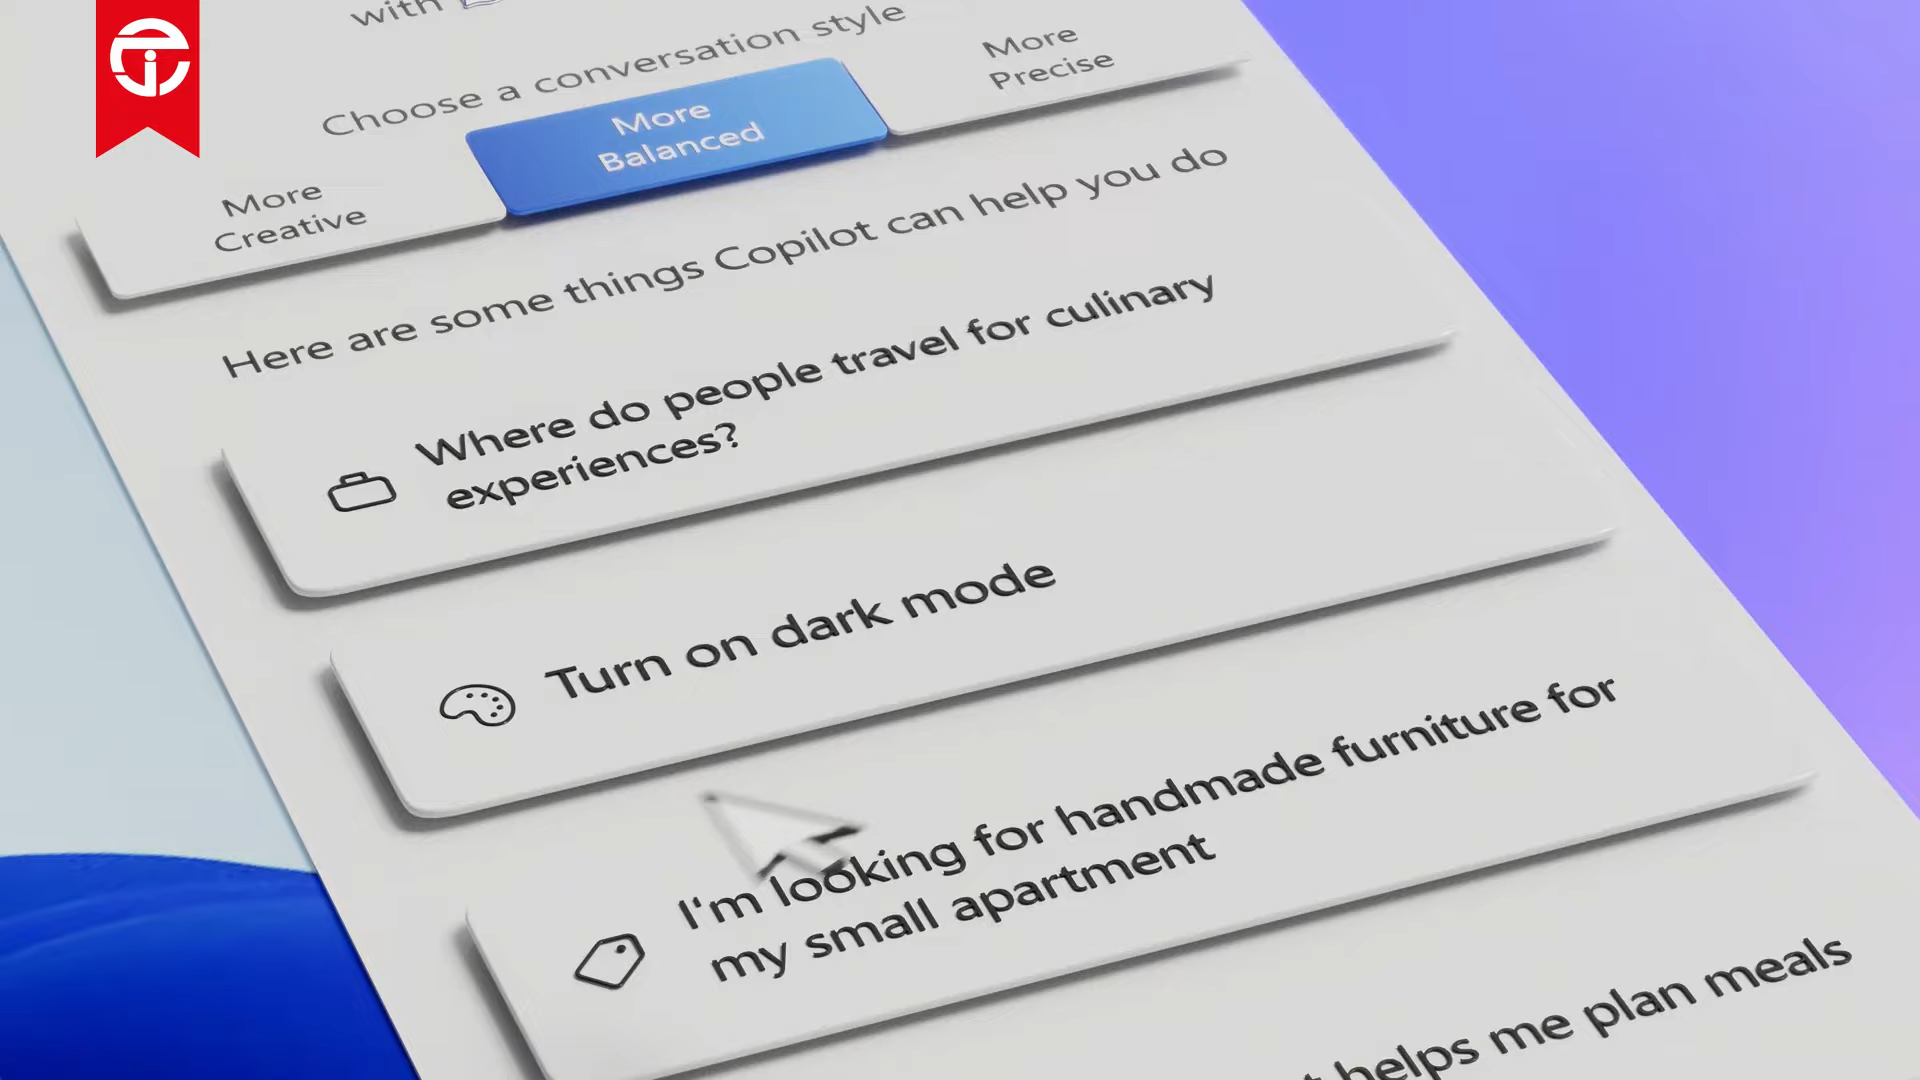 with
Choose a conversation style
More
Creative
More
Balanced
More
Precise
Here are some things Copilot can help you do
Where do people travel for culinary
experiences?
Turn on dark mode
I'm looking for handmade furniture for
my small apartment
helps me plan meals